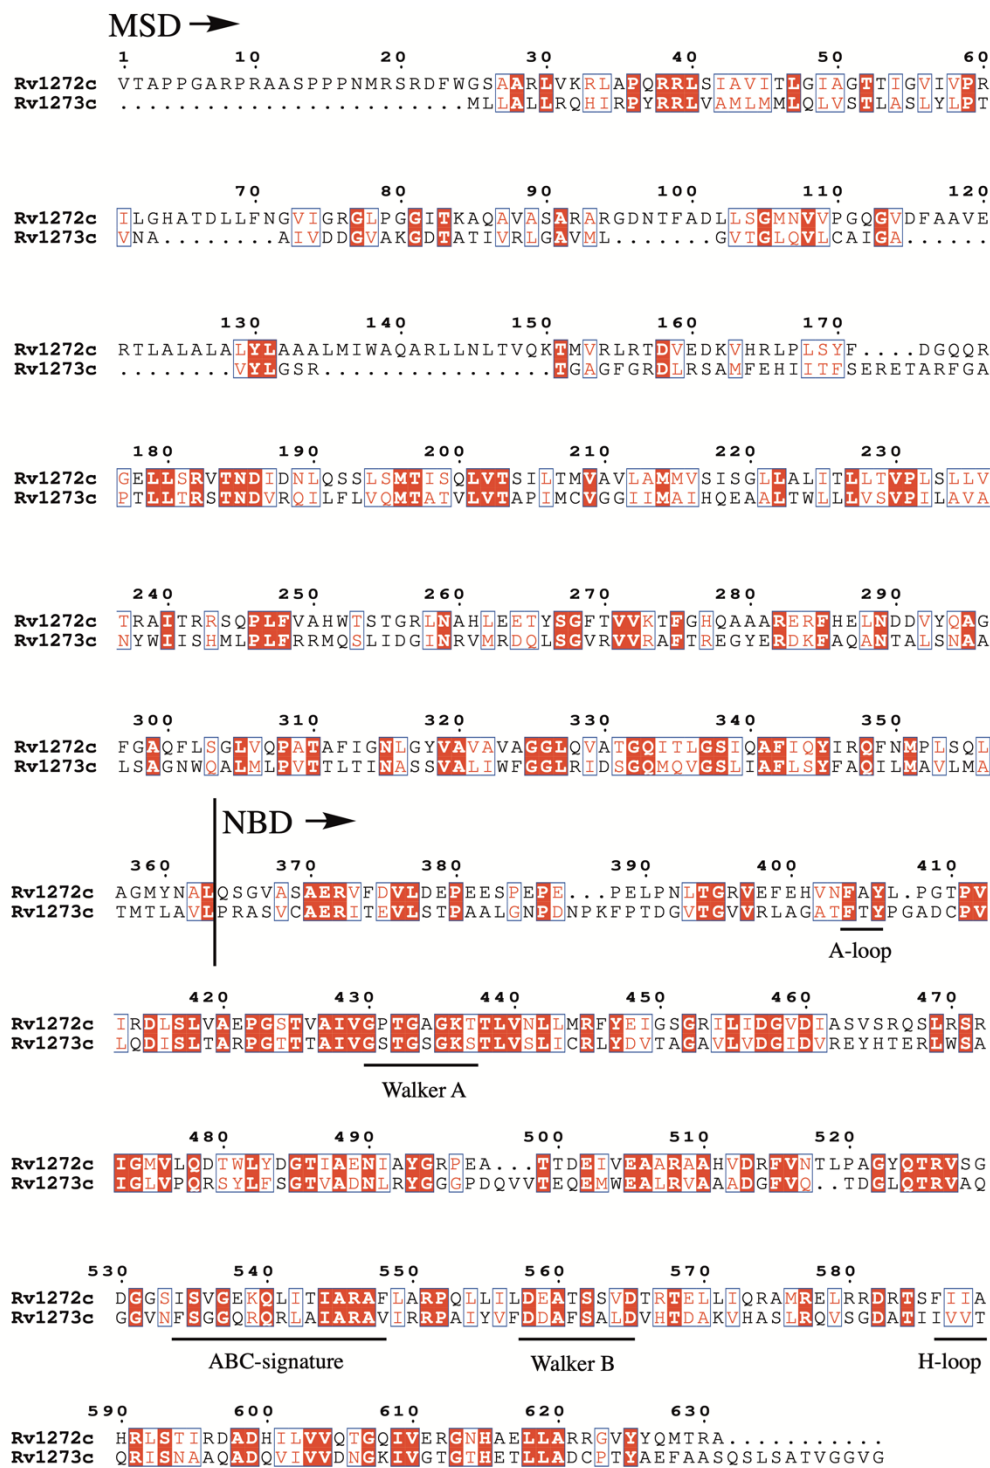 MSD
1 10 20 30 40 50 60
Rv1272c VTAPPGARPRAASPPPNMRSRDFWGSAARLVKRLAPQRRLSIAVITLGIAGTTIGVIVPR
Rv1273c ........................MLLALLRQHIRPYRRLVAMLMMLQLVSTLASLYLPT
70 80 90 100 110 120
Rv1272c ILGHATDLLFNGVIGRGLPGGITKAQAVASARARGDNTFADLLSGMNVVPGQGVDFAAVE
Rv1273c VNA........AIVDDGVAKGDTATIVRLGAVML.......GVTGLQVLCAIGA......
130 140 150 160 170
Rv1272c RTLALALALYLAAALMIWAQARLLNLTVQKTMVRLRTDVEDKVHRLPLSYF....DGQQR
Rv1273c ........VYLGSR................TGAGFGRDLRSAMFEHIITFSERETARFGA
180 190 200 210 220 230
Rv1272c GELLSRVTNDIDNLQSSLSMTISQLVTSILTMVAVLAMMVSISGLLALITLLTVPLSLLV
Rv1273c PTLLTRSTNDVRQILFLVQMTATVLVTAPIMCVGGIIMAIHQEAALTWLLLVSVPILAVA
240 250 260 270 280 290
Rv1272c TRAITRRSQPLFVAHWTSTGRLNAHLEETYSGFTVVKTFGHQAAARERFHELNDDVYQAG
Rv1273c NYWIISHMLPLFRRMQSLIDGINRVMRDQLSGVRVVRAFTREGYERDKFAQANTALSNAA
300 310 320 330 340 350
Rv1272c FGAQFLSGLVQPATAFIGNLGYVAVAVAGGLQVATGQITLGSIQAFIQYIRQFNMPLSQL
Rv1273c LSAGNWQALMLPVTTLTINASSVALIWFGGLRIDSGQMQVGSLIAFLSYFAQILMAVLMA
NBD
360 370 380 390 400 410
Rv1272c AGMYNALQSGVASAERVFDVLDEPEESPEPE...PELPNLTGRVEFEHVNFAYL.PGTPV
Rv1273c TMTLAVLPRASVCAERITEVLSTPAALGNPDNPKFPTDGVTGVVRLAGATFTYPGADCPV
A-loop
420 430 440 450 460 470
Rv1272c IRDLSLVAEPGSTVAIVGPTGAGKTTLVNLLMRFYEIGSGRILIDGVDIASVSRQSLRSR
Rv1273c LQDISLTARPGTTTAIVGSTGSGKSTLVSLICRLYDVTAGAVLVDGIDVREYHTERLWSA
Walker A
480 490 500 510 520
Rv1272c IGMVLQDTWLYDGTIAENIAYGRPEA...TTDEIVEAARAAHVDRFVNTLPAGYQTRVSG
Rv1273c IGLVPQRSYLFSGTVADNLRYGGGPDQVVTEQEMWEALRVAAADGFVQ..TDGLQTRVAQ
530 540 550 560 570 580
Rv1272c DGGSISVGEKQLITIARAFLARPQLLILDEATSSVDTRTELLIQRAMRELRRDRTSFIIA
Rv1273c GGVNFSGGQRQRLAIARAVIRRPAIYVFDDAFSALDVHTDAKVHASLRQVSGDATIIVVT
ABC-signature Walker B H-loop
590 600 610 620 630
Rv1272c HRLSTIRDADHILVVQTGQIVERGNHAELLARRGVYYQMTRA...........
Rv1273c QRISNAAQADQVIVVDNGKIVGTGTHETLLADCPTYAEFAASQSLSATVGGVG